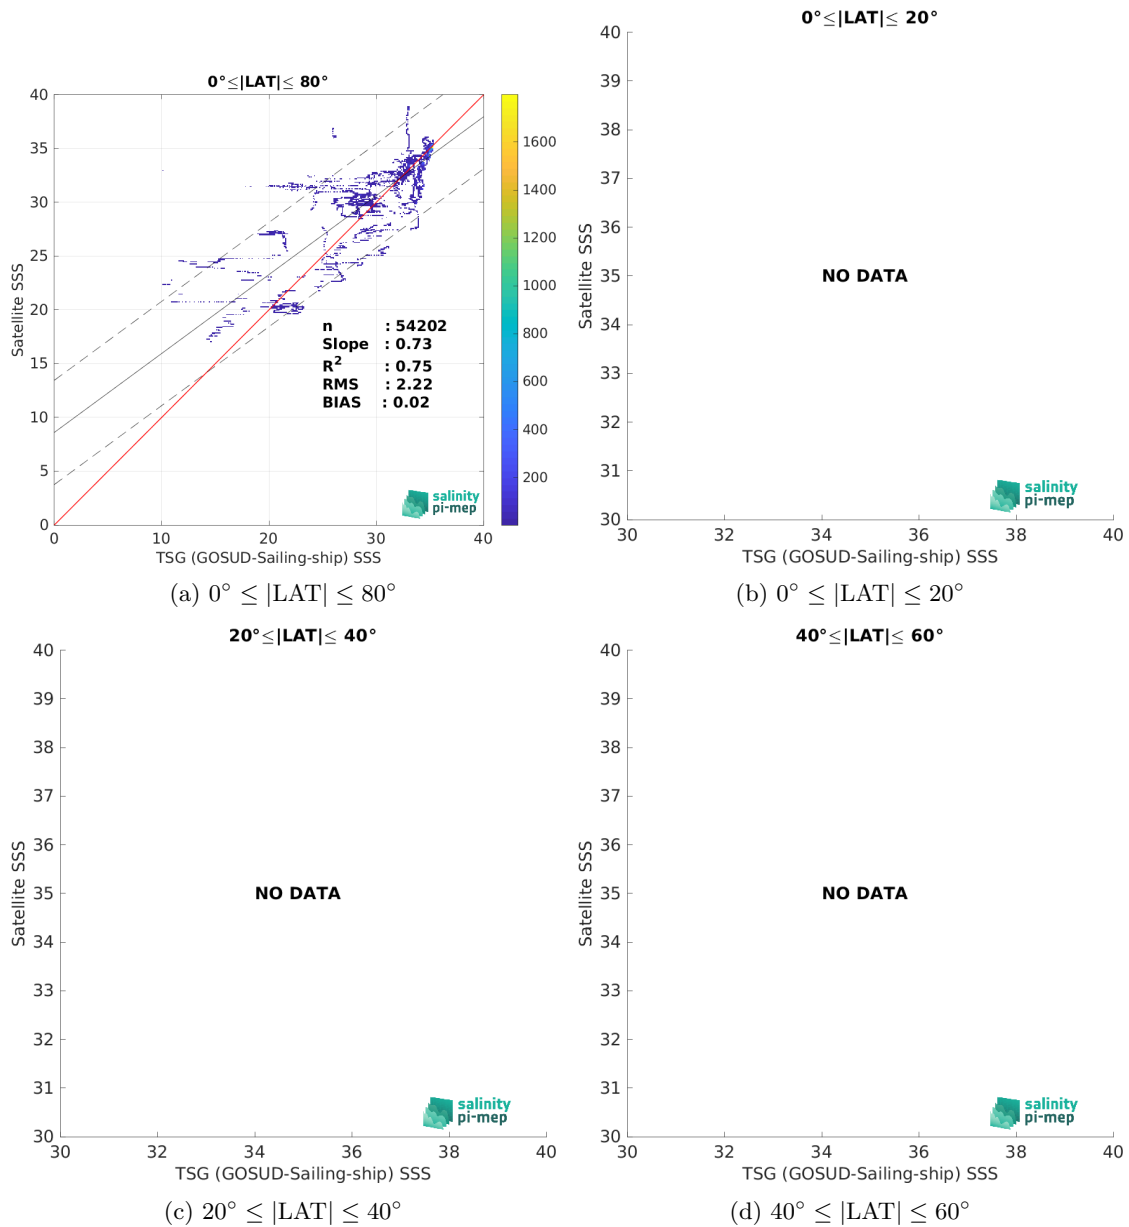 0°≤|LAT|≤ 80°
40
35
30
25
20
15
10
5
0
0
10
20
30
40
Satellite SSS
TSG (GOSUD-Sailing-ship) SSS
n : 54202
Slope : 0.73
R² : 0.75
RMS : 2.22
BIAS : 0.02
salinity
pi-mep
1600
1400
1200
1000
800
600
400
200
(a) 0° ≤ |LAT| ≤ 80°
0°≤|LAT|≤ 20°
40
39
38
37
36
35
34
33
32
31
30
30
32
34
36
38
40
Satellite SSS
NO DATA
salinity
pi-mep
TSG (GOSUD-Sailing-ship) SSS
(b) 0° ≤ |LAT| ≤ 20°
20°≤|LAT|≤ 40°
40
39
38
37
36
35
34
33
32
31
30
30
32
34
36
38
40
Satellite SSS
NO DATA
salinity
pi-mep
TSG (GOSUD-Sailing-ship) SSS
(c) 20° ≤ |LAT| ≤ 40°
40°≤|LAT|≤ 60°
40
39
38
37
36
35
34
33
32
31
30
30
32
34
36
38
40
Satellite SSS
NO DATA
salinity
pi-mep
TSG (GOSUD-Sailing-ship) SSS
(d) 40° ≤ |LAT| ≤ 60°